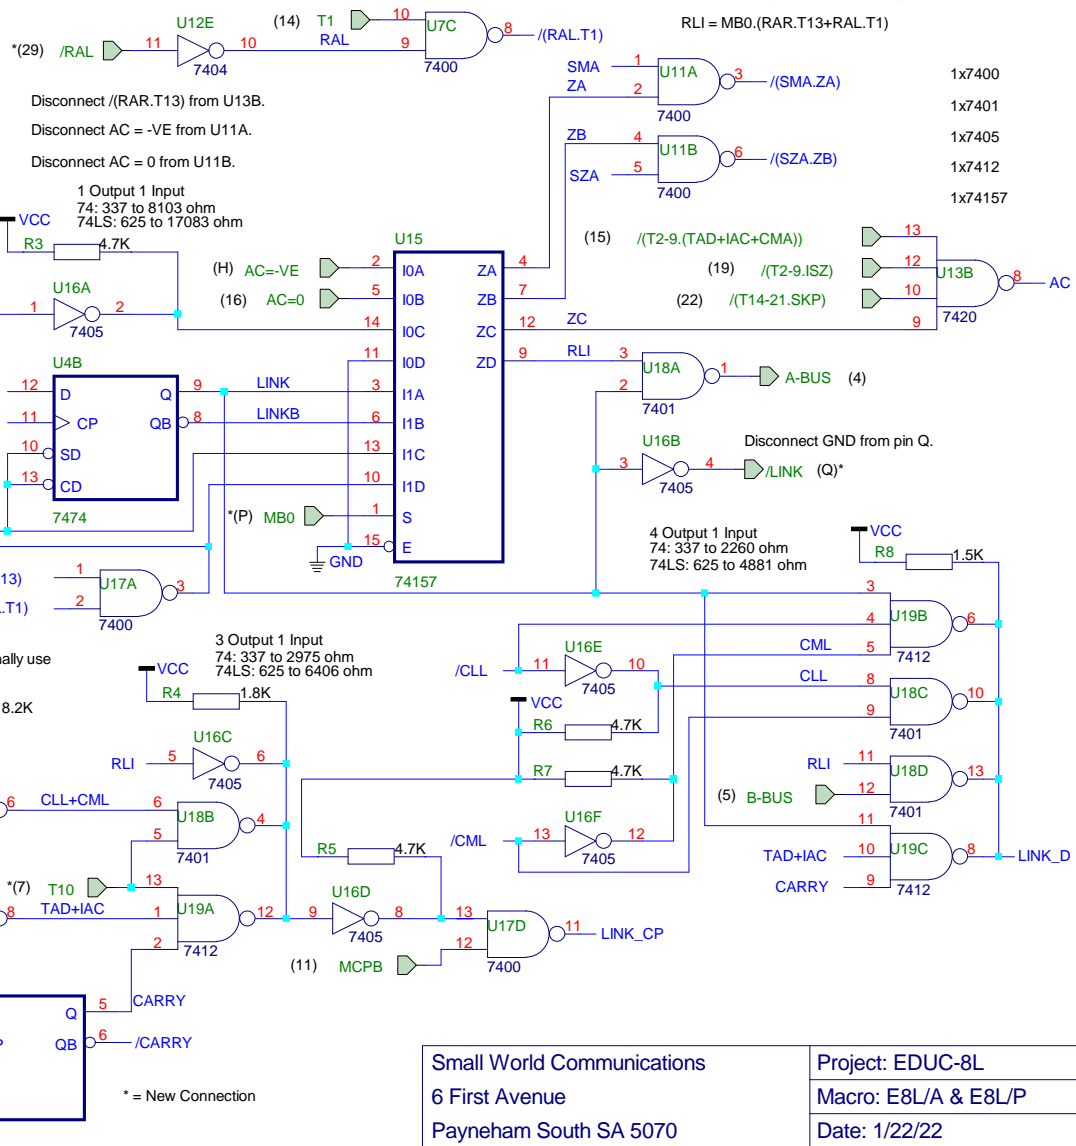 U12E
(14) T1 10 U7C 8 /(RAL.T1)
RLI = MB0.(RAR.T13+RAL.T1)
*(29) /RAL 11 10 RAL 9
7404
7400
SMA 1 U11A 3 /(SMA.ZA)
ZA 2
7400
1x7400
1x7401
1x7405
1x7412
1x74157
Disconnect /(RAR.T13) from U13B.
Disconnect AC = -VE from U11A.
Disconnect AC = 0 from U11B.
ZB 4 U11B 6 /(SZA.ZB)
SZA 5
7400
1 Output 1 Input
74: 337 to 8103 ohm
74LS: 625 to 17083 ohm
VCC
R3 4.7K
U16A
1 2
7405
U15
(H) AC=-VE 2 I0A ZA 4
(16) AC=0 5 I0B ZB 7
14 I0C ZC 12 ZC
11 I0D ZD 9 RLI
3 I1A
6 I1B
13 I1C
10 I1D
*(P) MB0 1 S
15 E
GND
74157
(15) /(T2-9.(TAD+IAC+CMA)) 13
(19) /(T2-9.ISZ) 12 U13B 8 AC
(22) /(T14-21.SKP) 10
9
7420
U4B
12 D Q 9 LINK
11 CP QB 8 LINKB
10 SD
13 CD
7474
3 U18A 1 A-BUS (4)
2
7401
U16B
3 4 /LINK (Q)*
7405
Disconnect GND from pin Q.
13) 1 U17A 3
.T1) 2
7400
4 Output 1 Input
74: 337 to 2260 ohm
74LS: 625 to 4881 ohm
VCC
R8 1.5K
3 U19B 6
4
CML 5
7412
CLL 8 U18C 10
9
7401
RLI 11 U18D 13
(5) B-BUS 12
7401
11 U19C 8 LINK_D
TAD+IAC 10
CARRY 9
7412
ally use
8.2K
3 Output 1 Input
74: 337 to 2975 ohm
74LS: 625 to 6406 ohm
VCC
R4 1.8K
U16C
RLI 5 6
7405
6 CLL+CML 6 U18B 4
5
7401
*(7) T10 13
8 TAD+IAC 1 U19A 12
2
7412
/CLL 11 U16E 10
7405
VCC
R6 4.7K
R7 4.7K
/CML 13 U16F 12
7405
R5 4.7K
U16D
9 8
7405
13 U17D 11 LINK_CP
(11) MCPB 12
7400
Q 5 CARRY
P QB 6 /CARRY
* = New Connection
Small World Communications
6 First Avenue
Payneham South SA 5070
Project: EDUC-8L
Macro: E8L/A & E8L/P
Date: 1/22/22